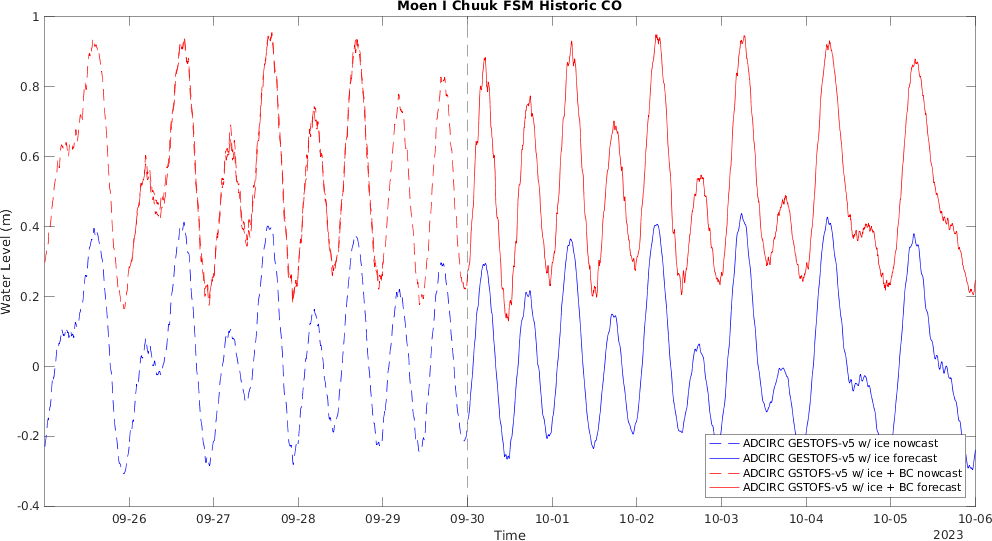 Moen I Chuuk FSM Historic CO
Water Level (m)
1
0.8
0.6
0.4
0.2
0
-0.2
-0.4
ADCIRC GESTOFS-v5 w/ ice nowcast
ADCIRC GESTOFS-v5 w/ ice forecast
ADCIRC GSTOFS-v5 w/ ice + BC nowcast
ADCIRC GSTOFS-v5 w/ ice + BC forecast
09-26 09-27 09-28 09-29 09-30 10-01 10-02 10-03 10-04 10-05 10-06
Time
2023